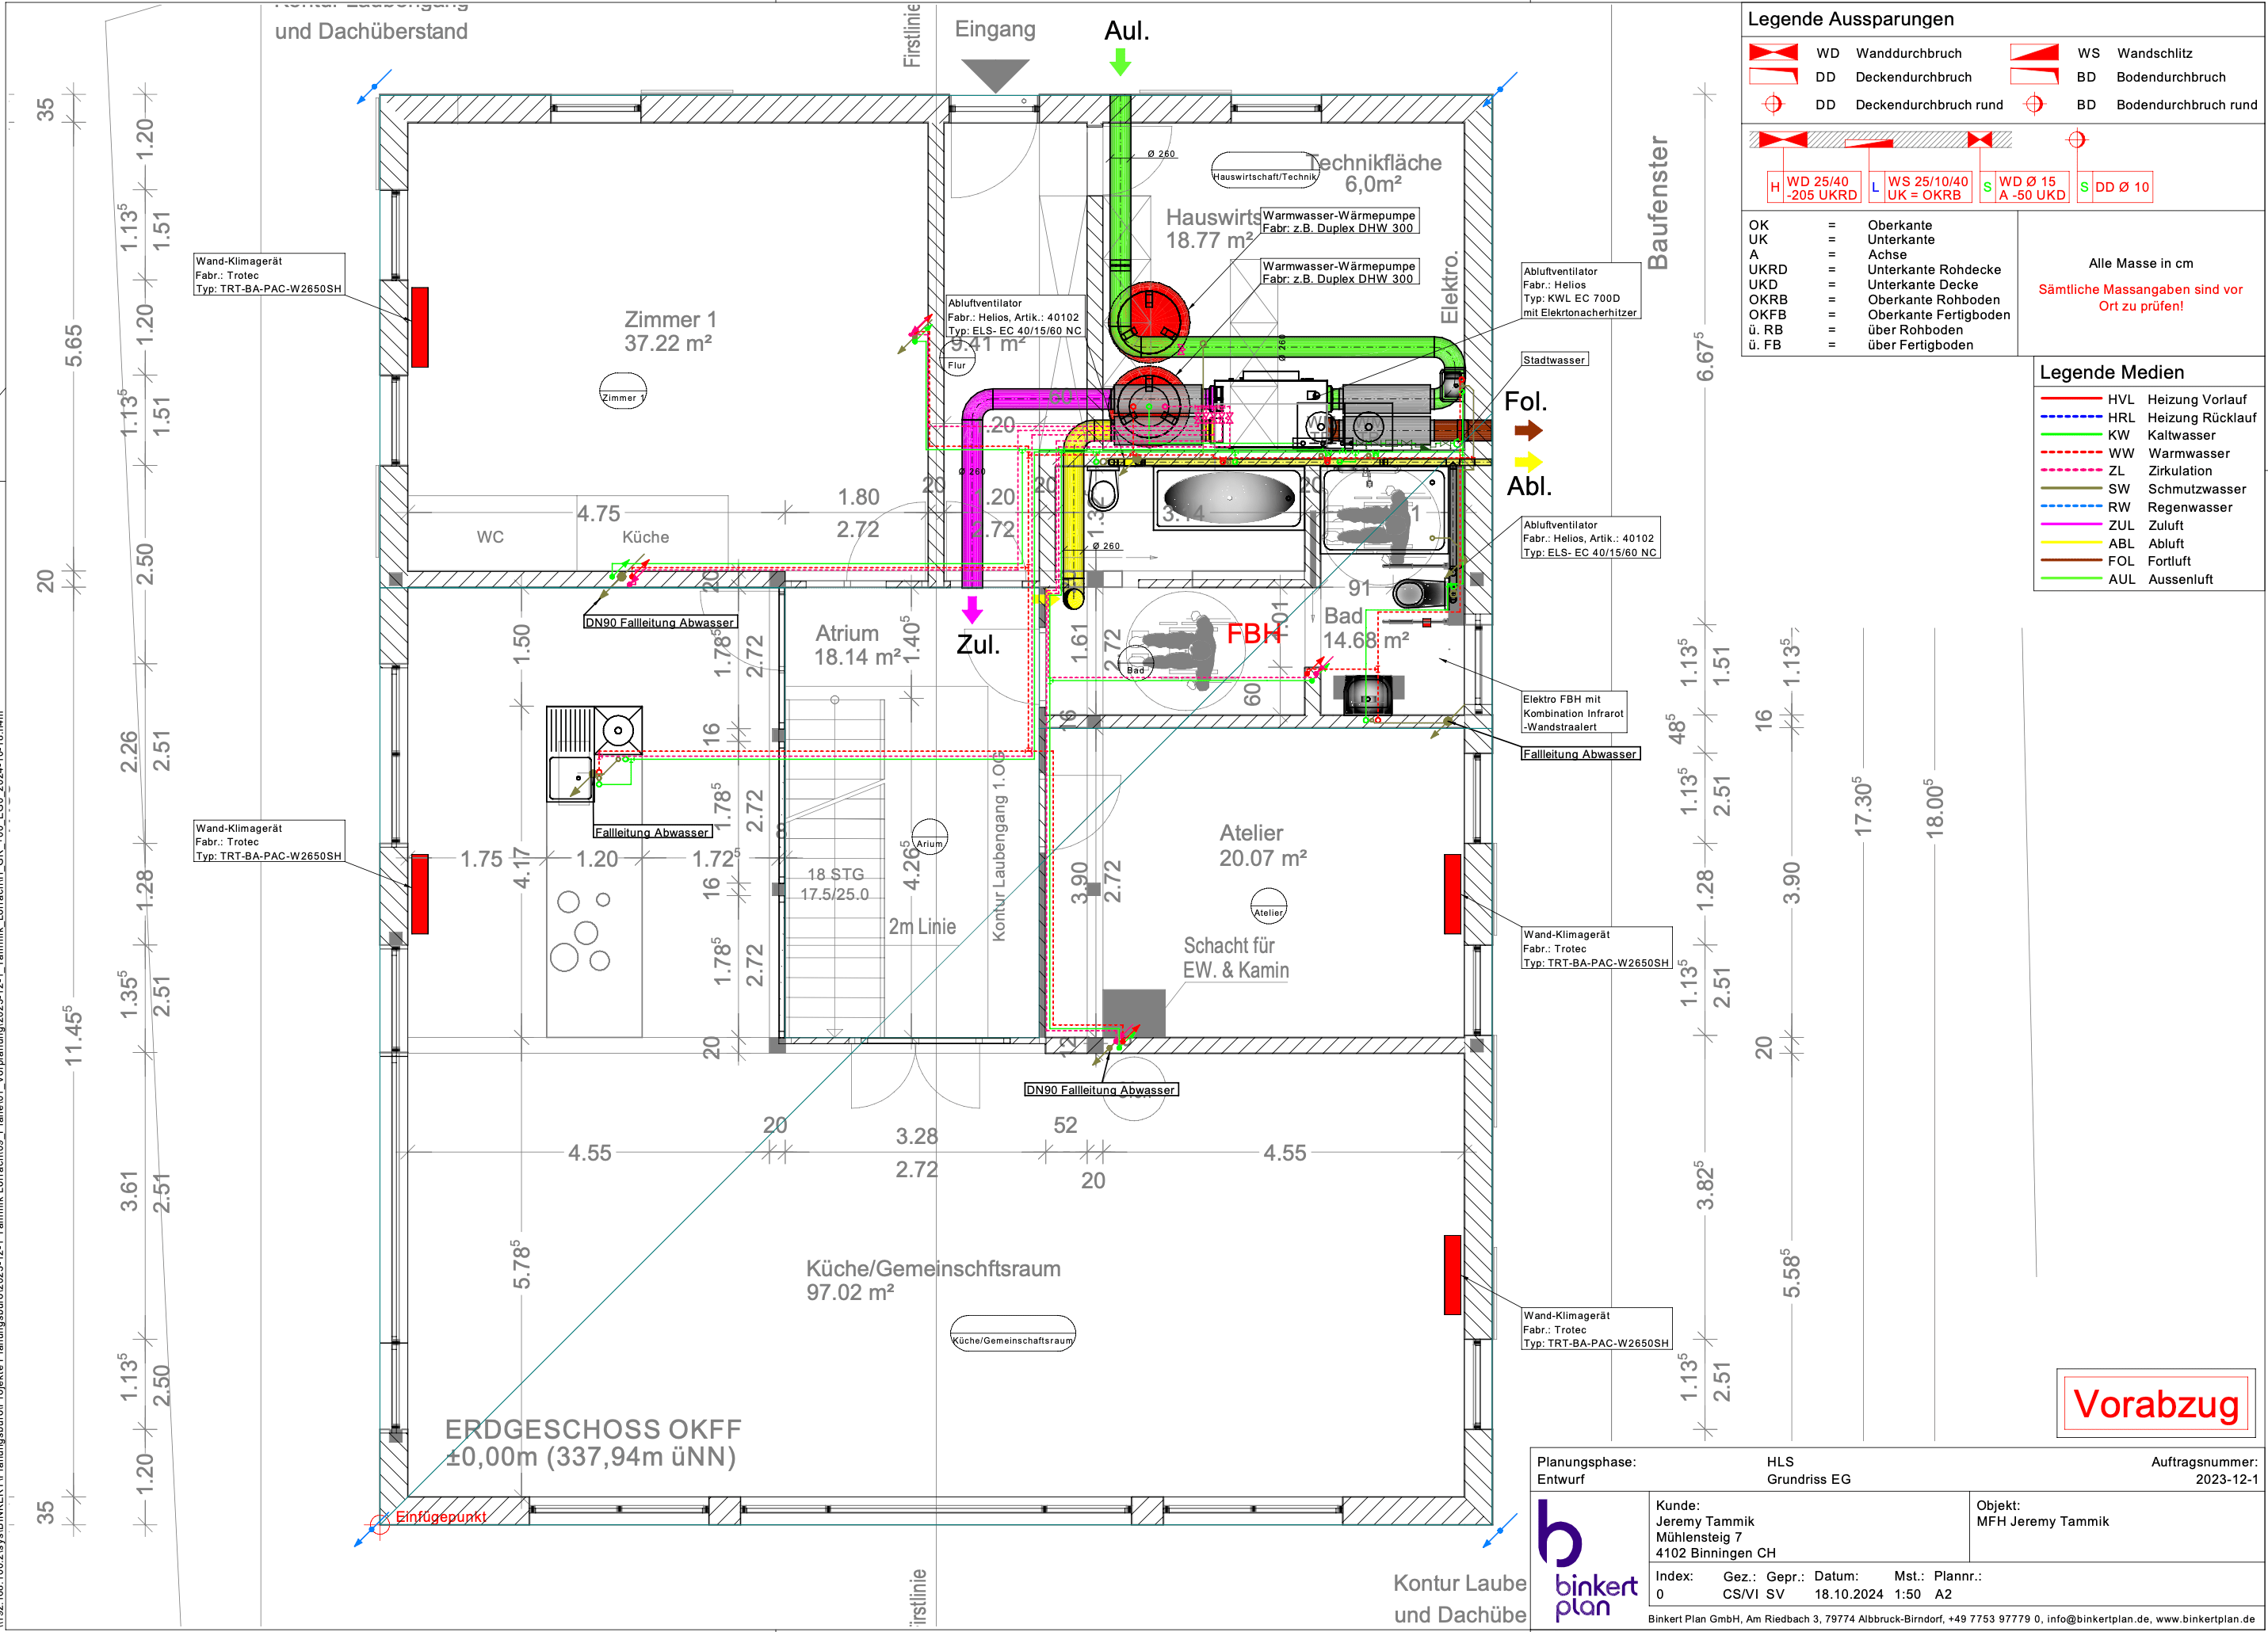 Kontur Laubengang
und Dachüberstand
Firstlinie
Eingang
Aul.
Legende Aussparungen
WD Wanddurchbruch
WS Wandschlitz
DD Deckendurchbruch
BD Bodendurchbruch
DD Deckendurchbruch rund
BD Bodendurchbruch rund
H WD 25/40
-205 UKRD
L WS 25/10/40
UK = OKRB
S WD Ø 15
A -50 UKD
S DD Ø 10
OK = Oberkante
UK = Unterkante
A = Achse
UKRD = Unterkante Rohdecke
UKD = Unterkante Decke
OKRB = Oberkante Rohboden
OKFB = Oberkante Fertigboden
ü. RB = über Rohboden
ü. FB = über Fertigboden
Alle Masse in cm
Sämtliche Massangaben sind vor
Ort zu prüfen!
Legende Medien
HVL Heizung Vorlauf
HRL Heizung Rücklauf
KW Kaltwasser
WW Warmwasser
ZL Zirkulation
SW Schmutzwasser
RW Regenwasser
ZUL Zuluft
ABL Abluft
FOL Fortluft
AUL Aussenluft
35
5.65
20
11.45⁵
35
1.20
1.13⁵
1.51
1.20
1.13⁵
1.51
2.50
2.26
2.51
1.28
1.35⁵
2.51
3.61
2.51
1.13⁵
2.50
1.20
Wand-Klimagerät
Fabr.: Trotec
Typ: TRT-BA-PAC-W2650SH
Zimmer 1
37.22 m²
Zimmer 1
Ø 260
Hauswirtschaft/Technik
Technikfläche
6,0m²
Hauswirts
18.77 m²
Warmwasser-Wärmepumpe
Fabr: z.B. Duplex DHW 300
Warmwasser-Wärmepumpe
Fabr: z.B. Duplex DHW 300
Elektro.
Baufenster
Abluftventilator
Fabr.: Helios, Artik.: 40102
Typ: ELS- EC 40/15/60 NC
9.41 m²
Flur
Abluftventilator
Fabr.: Helios
Typ: KWL EC 700D
mit Elekrtonacherhitzer
Stadtwasser
Ø 260
Fol.
Abl.
1.20
Ø 260
20
1.20
2.72
20
4.75
1.80
2.72
WC
Küche
3.14
20
1
Ø 260
Abluftventilator
Fabr.: Helios, Artik.: 40102
Typ: ELS- EC 40/15/60 NC
DN90 Fallleitung Abwasser
20
Zul.
Atrium
18.14 m²
1.40⁵
1.50
1.78⁵
2.72
1.61
2.72
FBH
1.01
91
Bad
14.68 m²
Bad
60
16
Elektro FBH mit
Kombination Infrarot
-Wandstraalert
Fallleitung Abwasser
16
1.78⁵
2.72
8
Fallleitung Abwasser
Wand-Klimagerät
Fabr.: Trotec
Typ: TRT-BA-PAC-W2650SH
1.75
1.20
1.72⁵
4.17
16
18 STG
17.5/25.0
4.26⁵
Arium
2m Linie
Kontur Laubengang 1.OG
1.78⁵
2.72
20
3.90
2.72
Atelier
20.07 m²
Atelier
Schacht für
EW. & Kamin
12
DN90 Fallleitung Abwasser
Wand-Klimagerät
Fabr.: Trotec
Typ: TRT-BA-PAC-W2650SH
4.55
20
3.28
2.72
52
20
4.55
5.78⁵
Küche/Gemeinschftsraum
97.02 m²
Küche/Gemeinschaftsraum
Wand-Klimagerät
Fabr.: Trotec
Typ: TRT-BA-PAC-W2650SH
6.67⁵
1.13⁵
1.51
48⁵
1.13⁵
2.51
1.28
1.13⁵
2.51
3.82⁵
1.13⁵
2.51
1.13⁵
16
3.90
20
5.58⁵
17.30⁵
18.00⁵
ERDGESCHOSS OKFF
±0,00m (337,94m üNN)
Einfügepunkt
Firstlinie
Kontur Laube
und Dachübe
Vorabzug
Planungsphase:
Entwurf
HLS
Grundriss EG
Auftragsnummer:
2023-12-1
binkert
plan
Kunde:
Jeremy Tammik
Mühlensteig 7
4102 Binningen CH
Objekt:
MFH Jeremy Tammik
Index: Gez.: Gepr.: Datum: Mst.: Plannr.:
0 CS/VI SV 18.10.2024 1:50 A2
Binkert Plan GmbH, Am Riedbach 3, 79774 Albbruck-Birndorf, +49 7753 97779 0, info@binkertplan.de, www.binkertplan.de